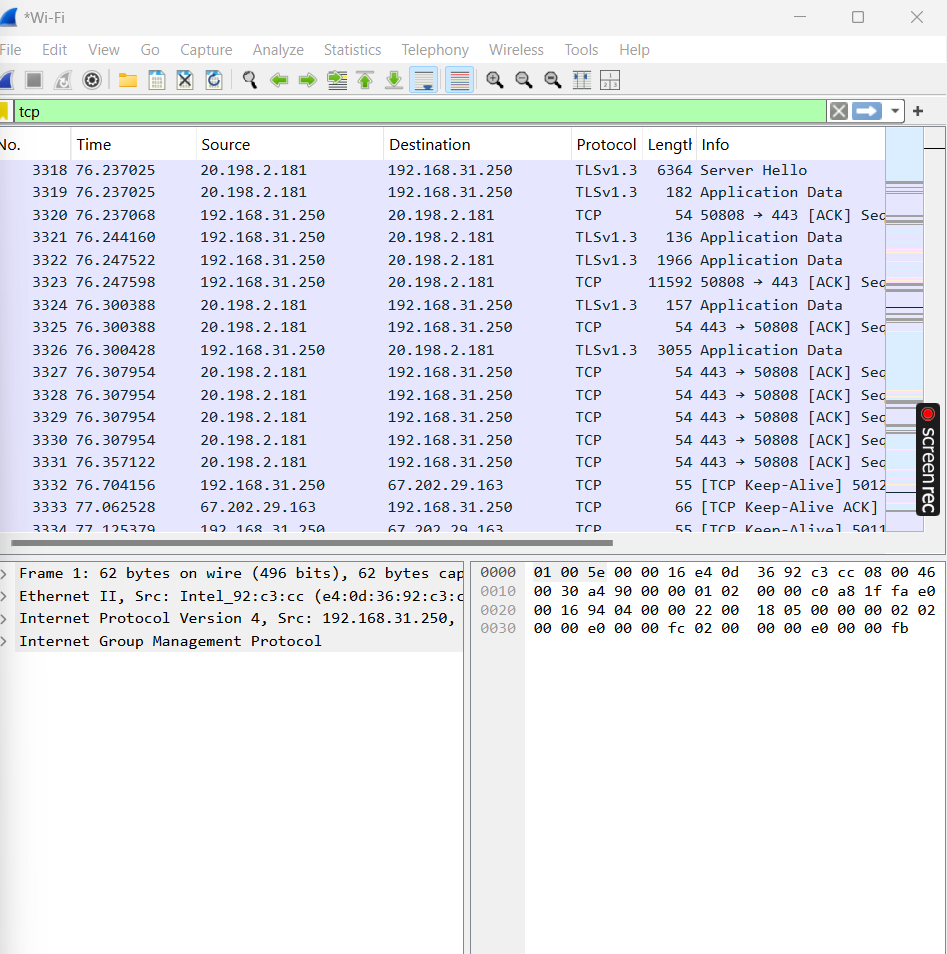 *Wi-Fi
File Edit View Go Capture Analyze Statistics Telephony Wireless Tools Help
tcp
No. Time Source Destination Protocol Length Info
3318 76.237025 20.198.2.181 192.168.31.250 TLSv1.3 6364 Server Hello
3319 76.237025 20.198.2.181 192.168.31.250 TLSv1.3 182 Application Data
3320 76.237068 192.168.31.250 20.198.2.181 TCP 54 50808 → 443 [ACK] Seq
3321 76.244160 192.168.31.250 20.198.2.181 TLSv1.3 136 Application Data
3322 76.247522 192.168.31.250 20.198.2.181 TLSv1.3 1966 Application Data
3323 76.247598 192.168.31.250 20.198.2.181 TCP 11592 50808 → 443 [ACK] Seq
3324 76.300388 20.198.2.181 192.168.31.250 TLSv1.3 157 Application Data
3325 76.300388 20.198.2.181 192.168.31.250 TCP 54 443 → 50808 [ACK] Seq
3326 76.300428 192.168.31.250 20.198.2.181 TLSv1.3 3055 Application Data
3327 76.307954 20.198.2.181 192.168.31.250 TCP 54 443 → 50808 [ACK] Seq
3328 76.307954 20.198.2.181 192.168.31.250 TCP 54 443 → 50808 [ACK] Seq
3329 76.307954 20.198.2.181 192.168.31.250 TCP 54 443 → 50808 [ACK] Seq
3330 76.307954 20.198.2.181 192.168.31.250 TCP 54 443 → 50808 [ACK] Seq
3331 76.357122 20.198.2.181 192.168.31.250 TCP 54 443 → 50808 [ACK] Seq
3332 76.704156 192.168.31.250 67.202.29.163 TCP 55 [TCP Keep-Alive] 5012
3333 77.062528 67.202.29.163 192.168.31.250 TCP 66 [TCP Keep-Alive ACK]
3334 77.125379 192.168.31.250 67.202.29.163 TCP 55 [TCP Keep-Alive] 5011
screenrec
Frame 1: 62 bytes on wire (496 bits), 62 bytes cap
Ethernet II, Src: Intel_92:c3:cc (e4:0d:36:92:c3:c
Internet Protocol Version 4, Src: 192.168.31.250,
Internet Group Management Protocol
0000 01 00 5e 00 00 16 e4 0d 36 92 c3 cc 08 00 46
0010 00 30 a4 90 00 00 01 02 00 00 c0 a8 1f fa e0
0020 00 16 94 04 00 00 22 00 18 05 00 00 00 02 02
0030 00 00 e0 00 00 fc 02 00 00 00 e0 00 00 fb